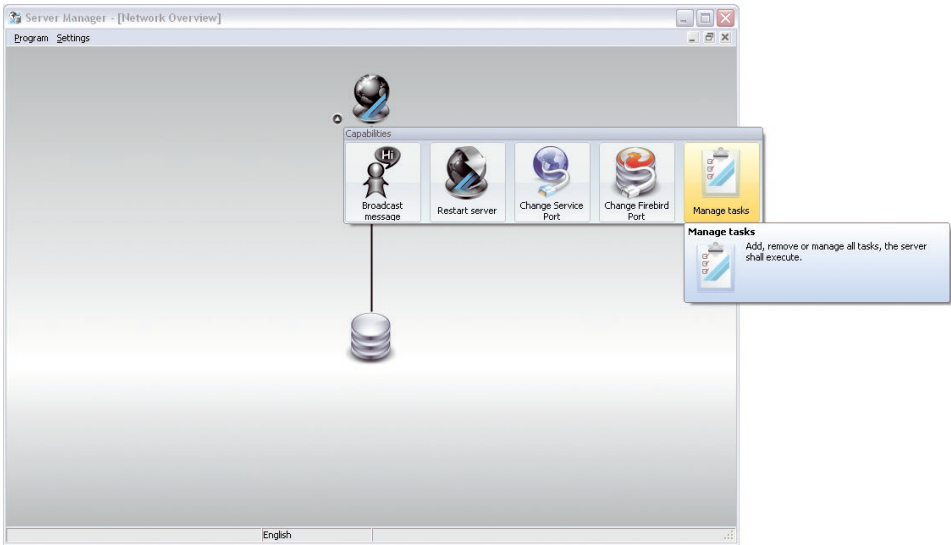 Server Manager - [Network Overview]
Program Settings
Capabilities
Hi
Broadcast message
Restart server
Change Service Port
Change Firebird Port
Manage tasks
Manage tasks
Add, remove or manage all tasks, the server
shall execute.
English